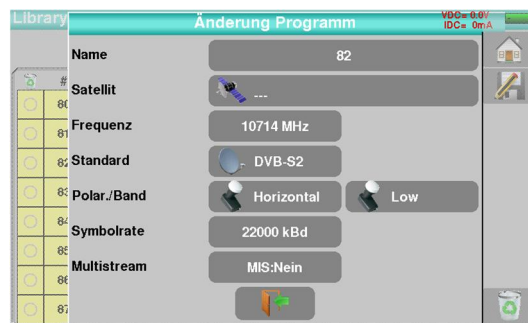 Library
Änderung Programm
VDC= 0.0V
IDC= 0mA
#
80
81
82
83
84
85
86
87
Name
82
Satellit
---
Frequenz
10714 MHz
Standard
DVB-S2
Polar./Band
Horizontal
Low
Symbolrate
22000 kBd
Multistream
MIS:Nein